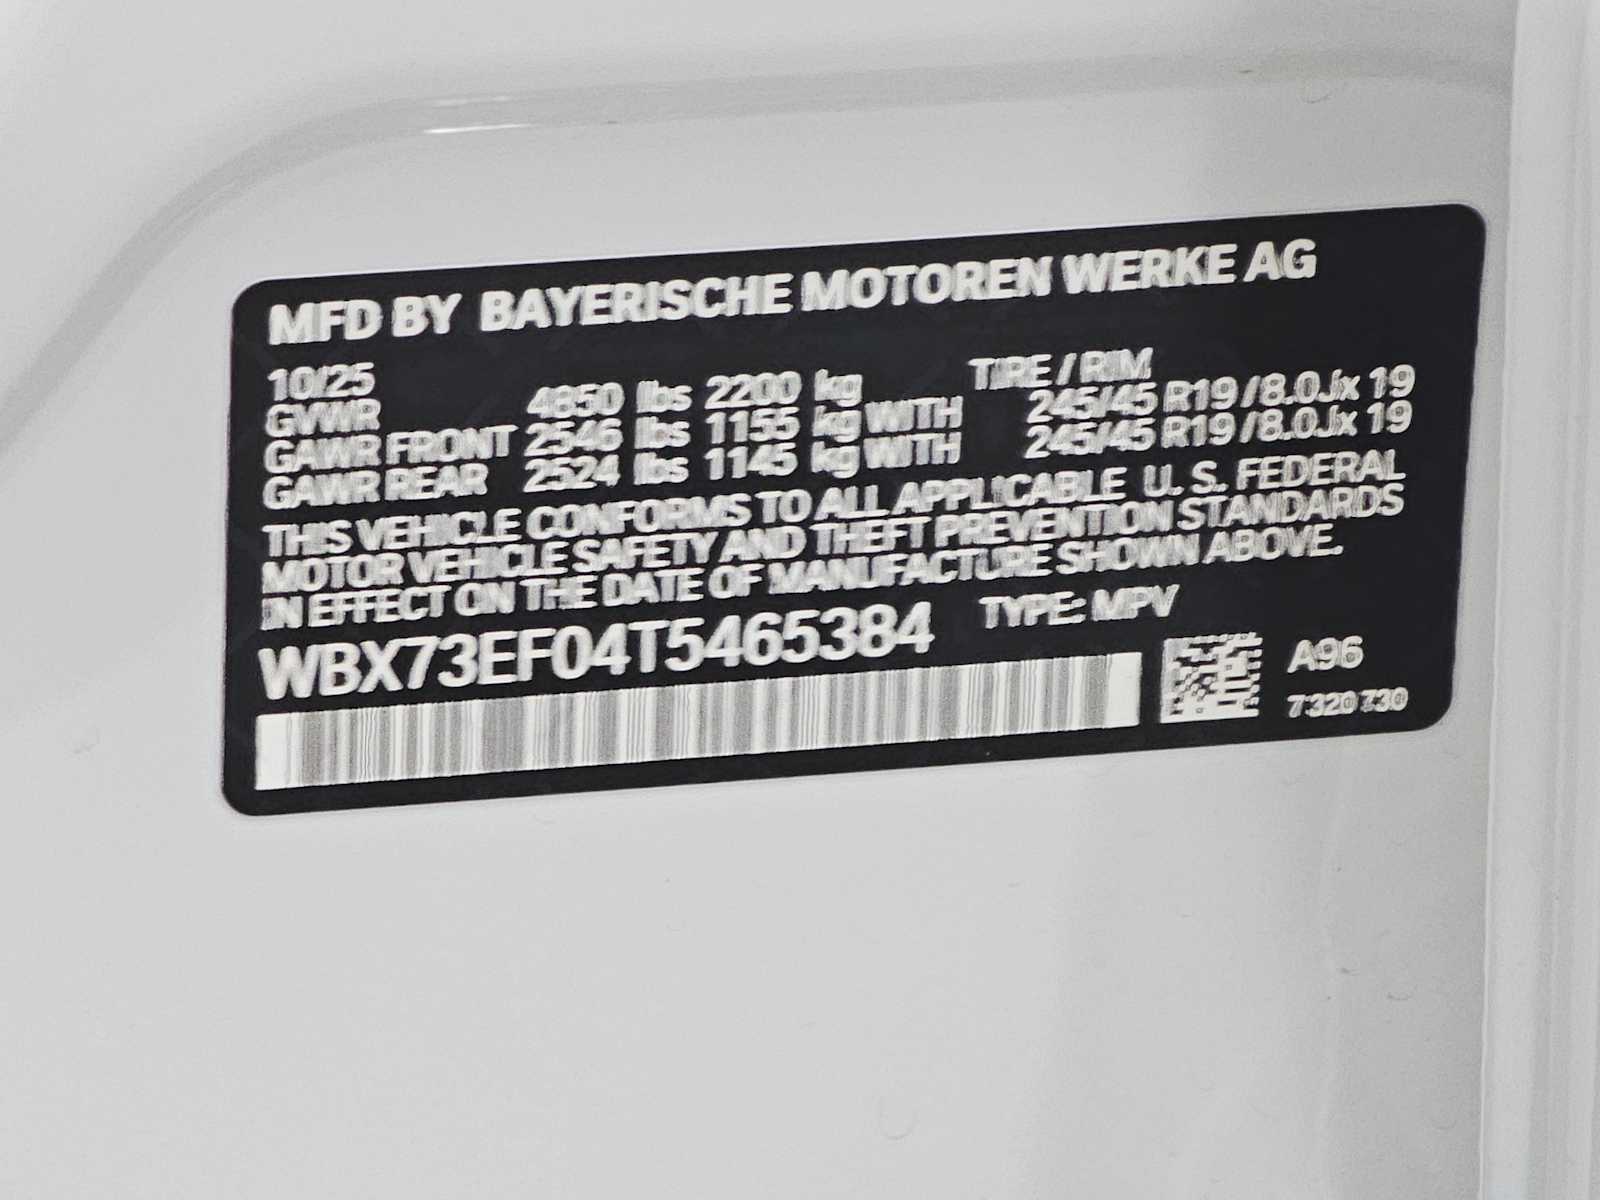 MFD BY BAYERISCHE MOTOREN WERKE AG
10/25 TIRE / RIM
GVWR 4850 lbs 2200 kg
GAWR FRONT 2546 lbs 1155 kg WITH 245/45 R19 / 8.0Jx 19
GAWR REAR 2524 lbs 1145 kg WITH 245/45 R19 / 8.0Jx 19
THIS VEHICLE CONFORMS TO ALL APPLICABLE U. S. FEDERAL
MOTOR VEHICLE SAFETY AND THEFT PREVENTION STANDARDS
IN EFFECT ON THE DATE OF MANUFACTURE SHOWN ABOVE.
WBX73EF04T5465384 TYPE: MPV
A96
7320730